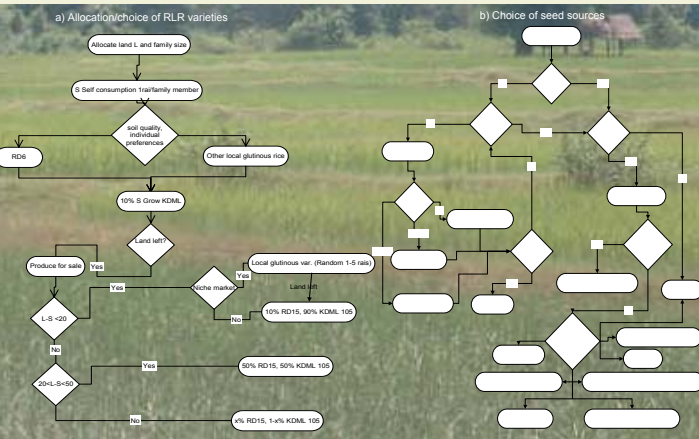 a) Allocation/choice of RLR varieties
b) Choice of seed sources
Allocate land L and family size
S Self consumption 1rai/family member
soil quality,
individual
preferences
RD6
Other local glutinous rice
10% S Grow KDML
Land left?
Produce for sale
Yes
Yes
Niche market
Yes
Local glutinous var. (Random 1-5 rais)
Land left
No
10% RD15, 90% KDML 105
L-S <20
No
20<L-S<50
Yes
50% RD15, 50% KDML 105
No
x% RD15, 1-x% KDML 105